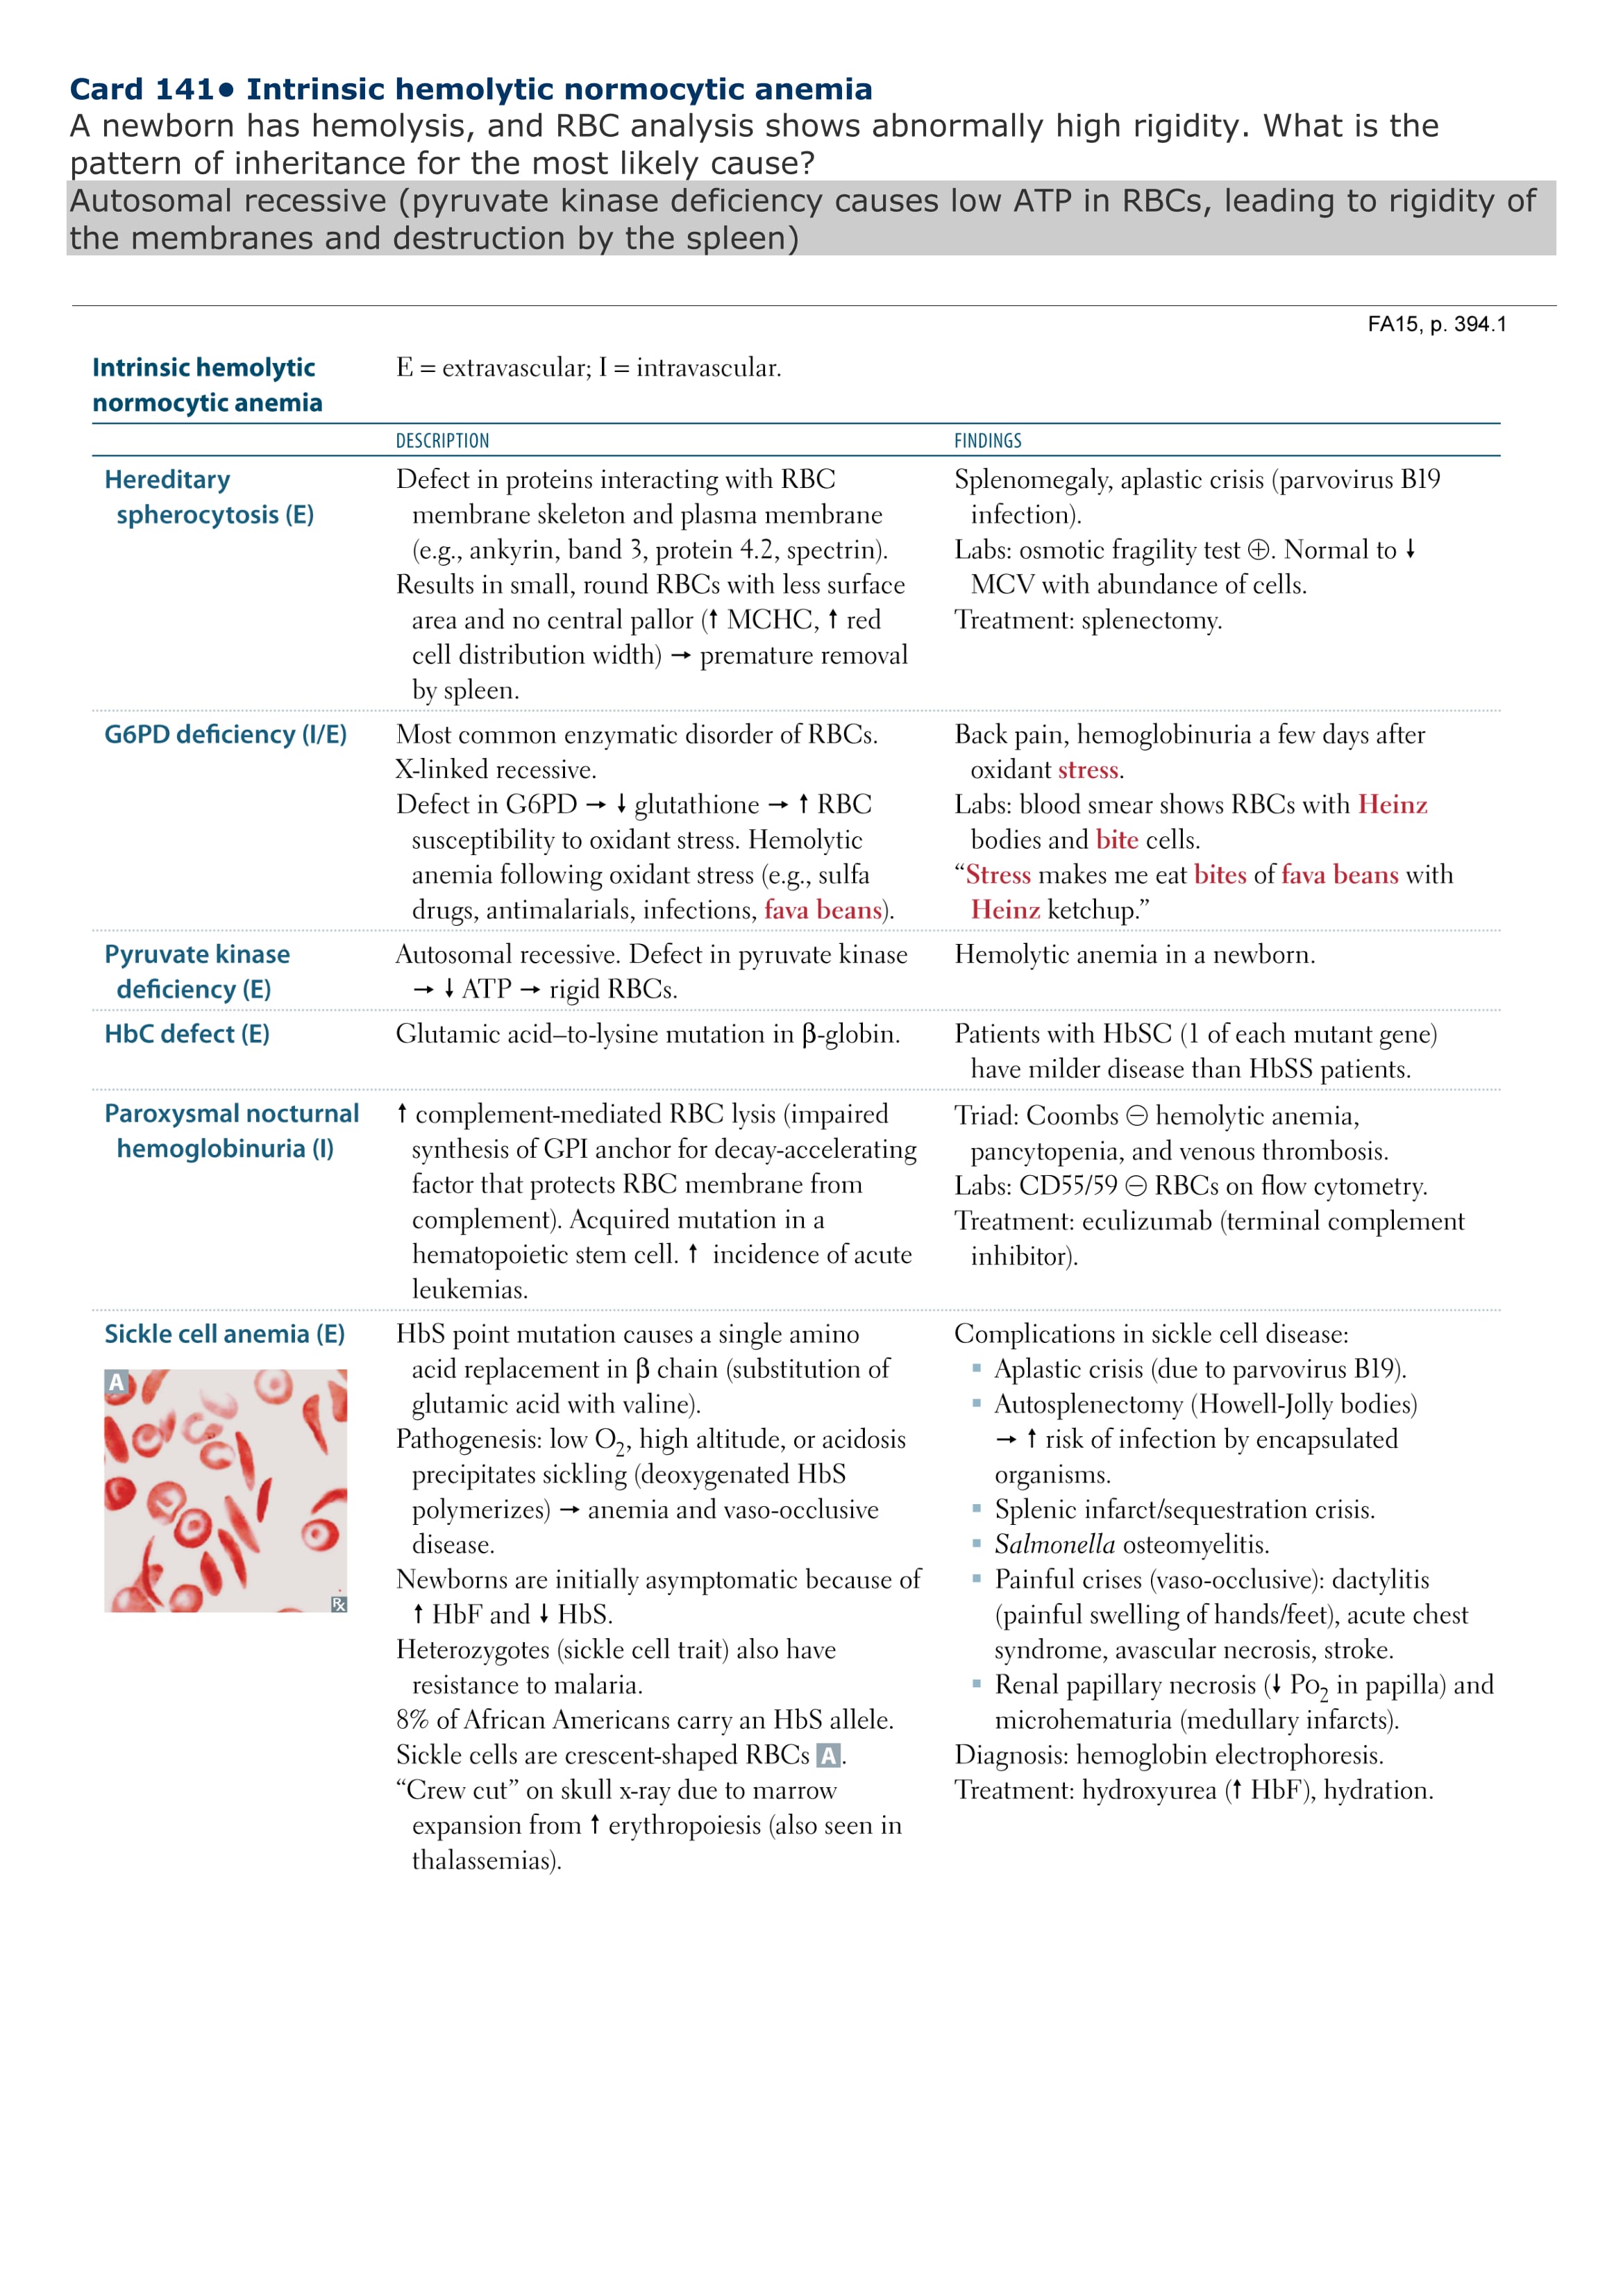 Card 141● Intrinsic hemolytic normocytic anemia
A newborn has hemolysis, and RBC analysis shows abnormally high rigidity. What is the
pattern of inheritance for the most likely cause?
Autosomal recessive (pyruvate kinase deficiency causes low ATP in RBCs, leading to rigidity of
the membranes and destruction by the spleen)
FA15, p. 394.1
Intrinsic hemolytic
normocytic anemia
E = extravascular; I = intravascular.
DESCRIPTION
FINDINGS
Hereditary
spherocytosis (E)
Defect in proteins interacting with RBC
membrane skeleton and plasma membrane
(e.g., ankyrin, band 3, protein 4.2, spectrin).
Results in small, round RBCs with less surface
area and no central pallor (↑ MCHC, ↑ red
cell distribution width) → premature removal
by spleen.
Splenomegaly, aplastic crisis (parvovirus B19
infection).
Labs: osmotic fragility test ⊕. Normal to ↓
MCV with abundance of cells.
Treatment: splenectomy.
G6PD deficiency (I/E)
Most common enzymatic disorder of RBCs.
X-linked recessive.
Defect in G6PD → ↓ glutathione → ↑ RBC
susceptibility to oxidant stress. Hemolytic
anemia following oxidant stress (e.g., sulfa
drugs, antimalarials, infections, fava beans).
Back pain, hemoglobinuria a few days after
oxidant stress.
Labs: blood smear shows RBCs with Heinz
bodies and bite cells.
“Stress makes me eat bites of fava beans with
Heinz ketchup.”
Pyruvate kinase
deficiency (E)
Autosomal recessive. Defect in pyruvate kinase
→ ↓ ATP → rigid RBCs.
Hemolytic anemia in a newborn.
HbC defect (E)
Glutamic acid–to-lysine mutation in β-globin.
Patients with HbSC (1 of each mutant gene)
have milder disease than HbSS patients.
Paroxysmal nocturnal
hemoglobinuria (I)
↑ complement-mediated RBC lysis (impaired
synthesis of GPI anchor for decay-accelerating
factor that protects RBC membrane from
complement). Acquired mutation in a
hematopoietic stem cell. ↑ incidence of acute
leukemias.
Triad: Coombs ⊖ hemolytic anemia,
pancytopenia, and venous thrombosis.
Labs: CD55/59 ⊖ RBCs on flow cytometry.
Treatment: eculizumab (terminal complement
inhibitor).
Sickle cell anemia (E)
A
℞
HbS point mutation causes a single amino
acid replacement in β chain (substitution of
glutamic acid with valine).
Pathogenesis: low O₂, high altitude, or acidosis
precipitates sickling (deoxygenated HbS
polymerizes) → anemia and vaso-occlusive
disease.
Newborns are initially asymptomatic because of
↑ HbF and ↓ HbS.
Heterozygotes (sickle cell trait) also have
resistance to malaria.
8% of African Americans carry an HbS allele.
Sickle cells are crescent-shaped RBCs A.
“Crew cut” on skull x-ray due to marrow
expansion from ↑ erythropoiesis (also seen in
thalassemias).
Complications in sickle cell disease:
▪ Aplastic crisis (due to parvovirus B19).
▪ Autosplenectomy (Howell-Jolly bodies)
→ ↑ risk of infection by encapsulated
organisms.
▪ Splenic infarct/sequestration crisis.
▪ Salmonella osteomyelitis.
▪ Painful crises (vaso-occlusive): dactylitis
(painful swelling of hands/feet), acute chest
syndrome, avascular necrosis, stroke.
▪ Renal papillary necrosis (↓ Po₂ in papilla) and
microhematuria (medullary infarcts).
Diagnosis: hemoglobin electrophoresis.
Treatment: hydroxyurea (↑ HbF), hydration.